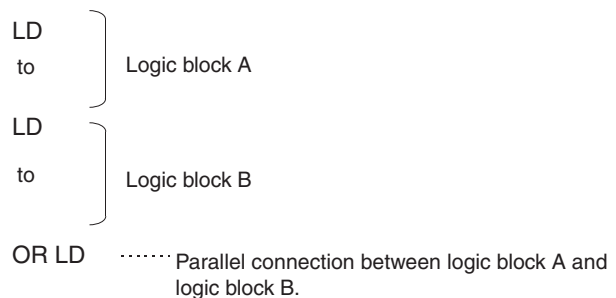 LD
to
Logic block A
LD
to
Logic block B
OR LD ········ Parallel connection between logic block A and
logic block B.